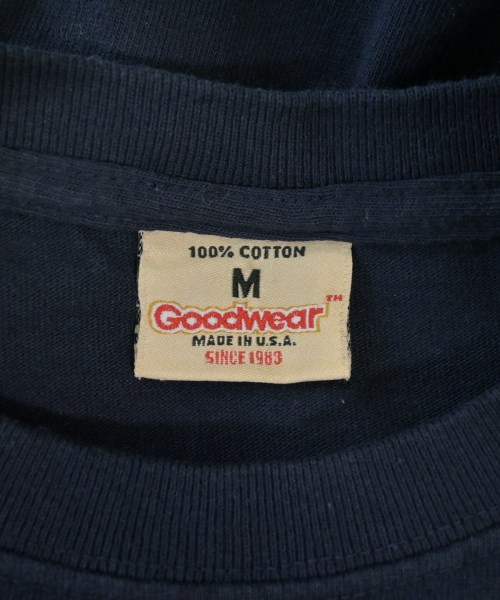 100% COTTON
M
Goodwear™
MADE IN U.S.A.
SINCE 1983